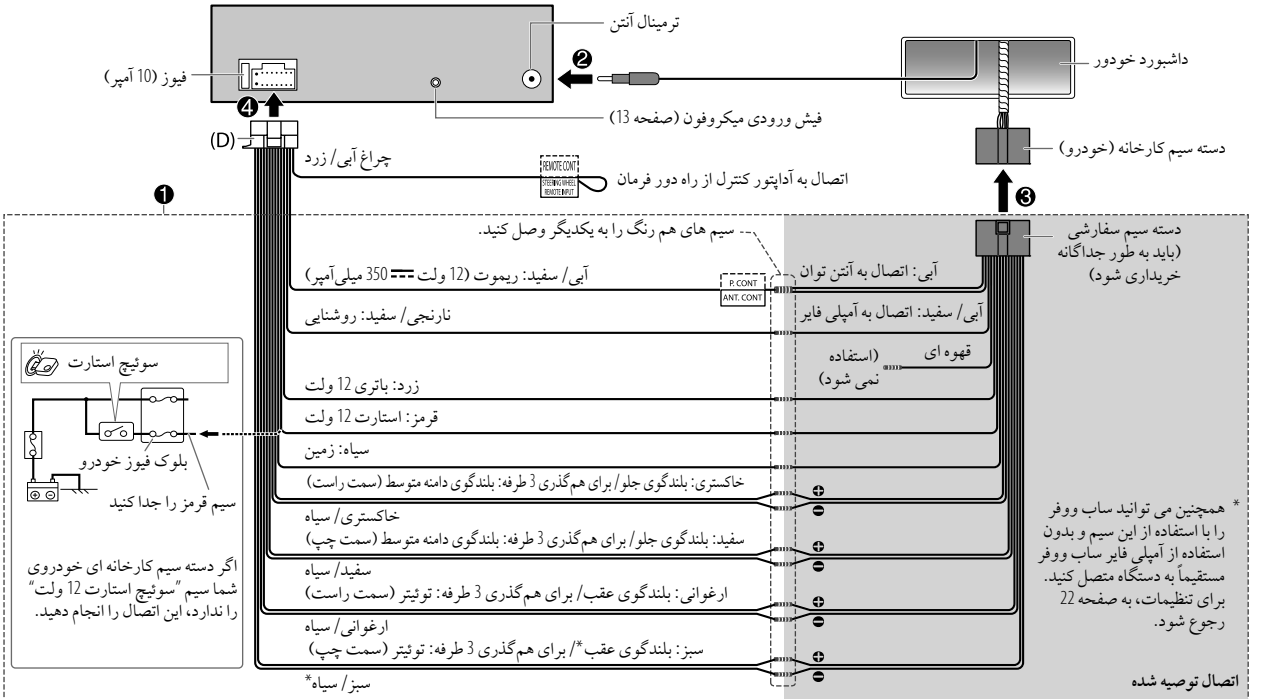 ترمینال آنتن
❷
داشبورد خودور
فیوز (10 آمپر)
❹
(D)
فیش ورودی میکروفون (صفحه 13)
دسته سیم کارخانه (خودرو)
چراغ آبی/ زرد
REMOTE CONT
STEERING WHEEL
REMOTE INPUT
اتصال به آداپتور کنترل از راه دور فرمان
❶
❸
سیم های هم رنگ را به یکدیگر وصل کنید.
دسته سیم سفارشی
(باید به طور جداگانه
خریداری شود)
آبی/ سفید: ریموت (12 ولت ⎓ 350 میلی‌آمپر)
P. CONT
ANT. CONT
آبی: اتصال به آنتن توان
نارنجی/ سفید: روشنایی
آبی/ سفید: اتصال به آمپلی فایر
قهوه ای
(استفاده
نمی شود)
سوئیچ استارت
زرد: باتری 12 ولت
قرمز: استارت 12 ولت
سیاه: زمین
بلوک فیوز خودرو
سیم قرمز را جدا کنید
خاکستری: بلندگوی جلو/ برای هم‌گذری 3 طرفه: بلندگوی دامنه متوسط (سمت راست)
خاکستری/ سیاه
سفید: بلندگوی جلو/ برای هم‌گذری 3 طرفه: بلندگوی دامنه متوسط (سمت چپ)
سفید/ سیاه
ارغوانی: بلندگوی عقب/ برای هم‌گذری 3 طرفه: توئیتر (سمت راست)
ارغوانی/ سیاه
سبز: بلندگوی عقب*/ برای هم‌گذری 3 طرفه: توئیتر (سمت چپ)
سبز/ سیاه*
اگر دسته سیم کارخانه ای خودروی
شما سیم "سوئیچ استارت 12 ولت"
را ندارد، این اتصال را انجام دهید.
* همچنین می توانید ساب ووفر
را با استفاده از این سیم و بدون
استفاده از آمپلی فایر ساب ووفر
مستقیماً به دستگاه متصل کنید.
برای تنظیمات، به صفحه 22
رجوع شود.
اتصال توصیه شده